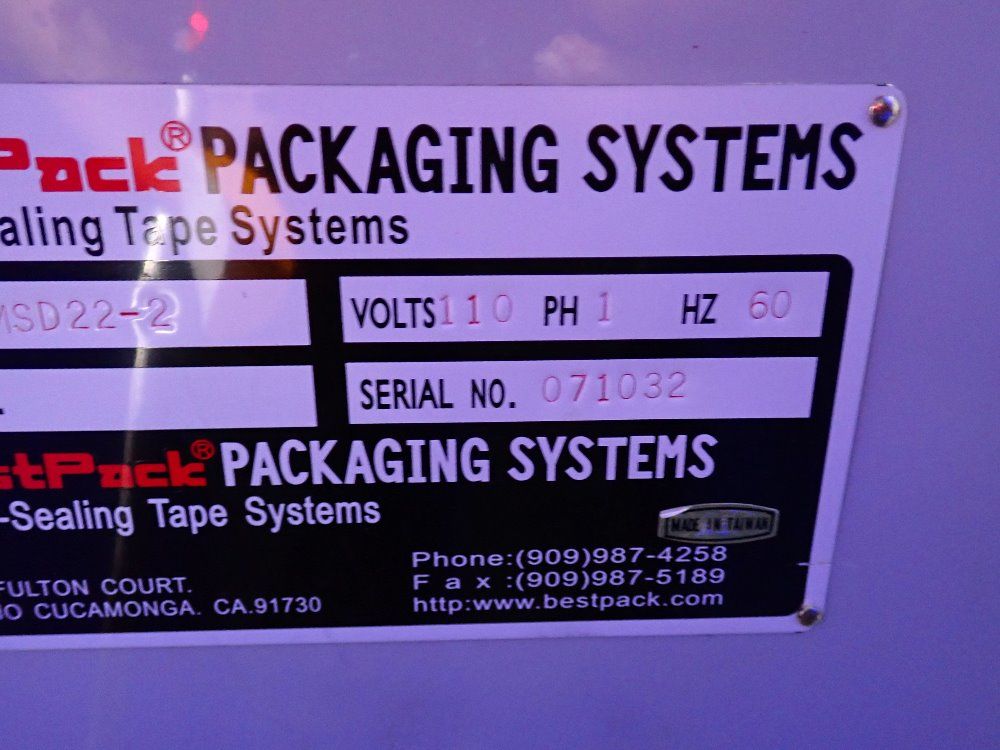 Pack® PACKAGING SYSTEMS
aling Tape Systems
MSD22-2
VOLTS 110 PH 1 HZ 60
SERIAL NO. 071032
stPack® PACKAGING SYSTEMS
-Sealing Tape Systems
MADE IN TAIWAN
FULTON COURT.
O CUCAMONGA. CA.91730
Phone:(909)987-4258
Fax :(909)987-5189
http:www.bestpack.com